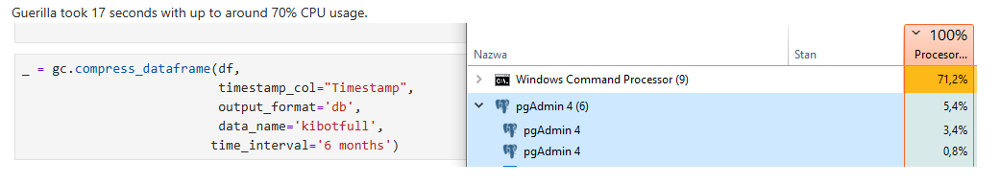 Guerilla took 17 seconds with up to around 70% CPU usage.
_ = gc.compress_dataframe(df,
timestamp_col="Timestamp",
output_format='db',
data_name='kibotfull',
time_interval='6 months')
100%
Nazwa Stan Procesor...
Windows Command Processor (9) 71,2%
pgAdmin 4 (6) 5,4%
pgAdmin 4 3,4%
pgAdmin 4 0,8%